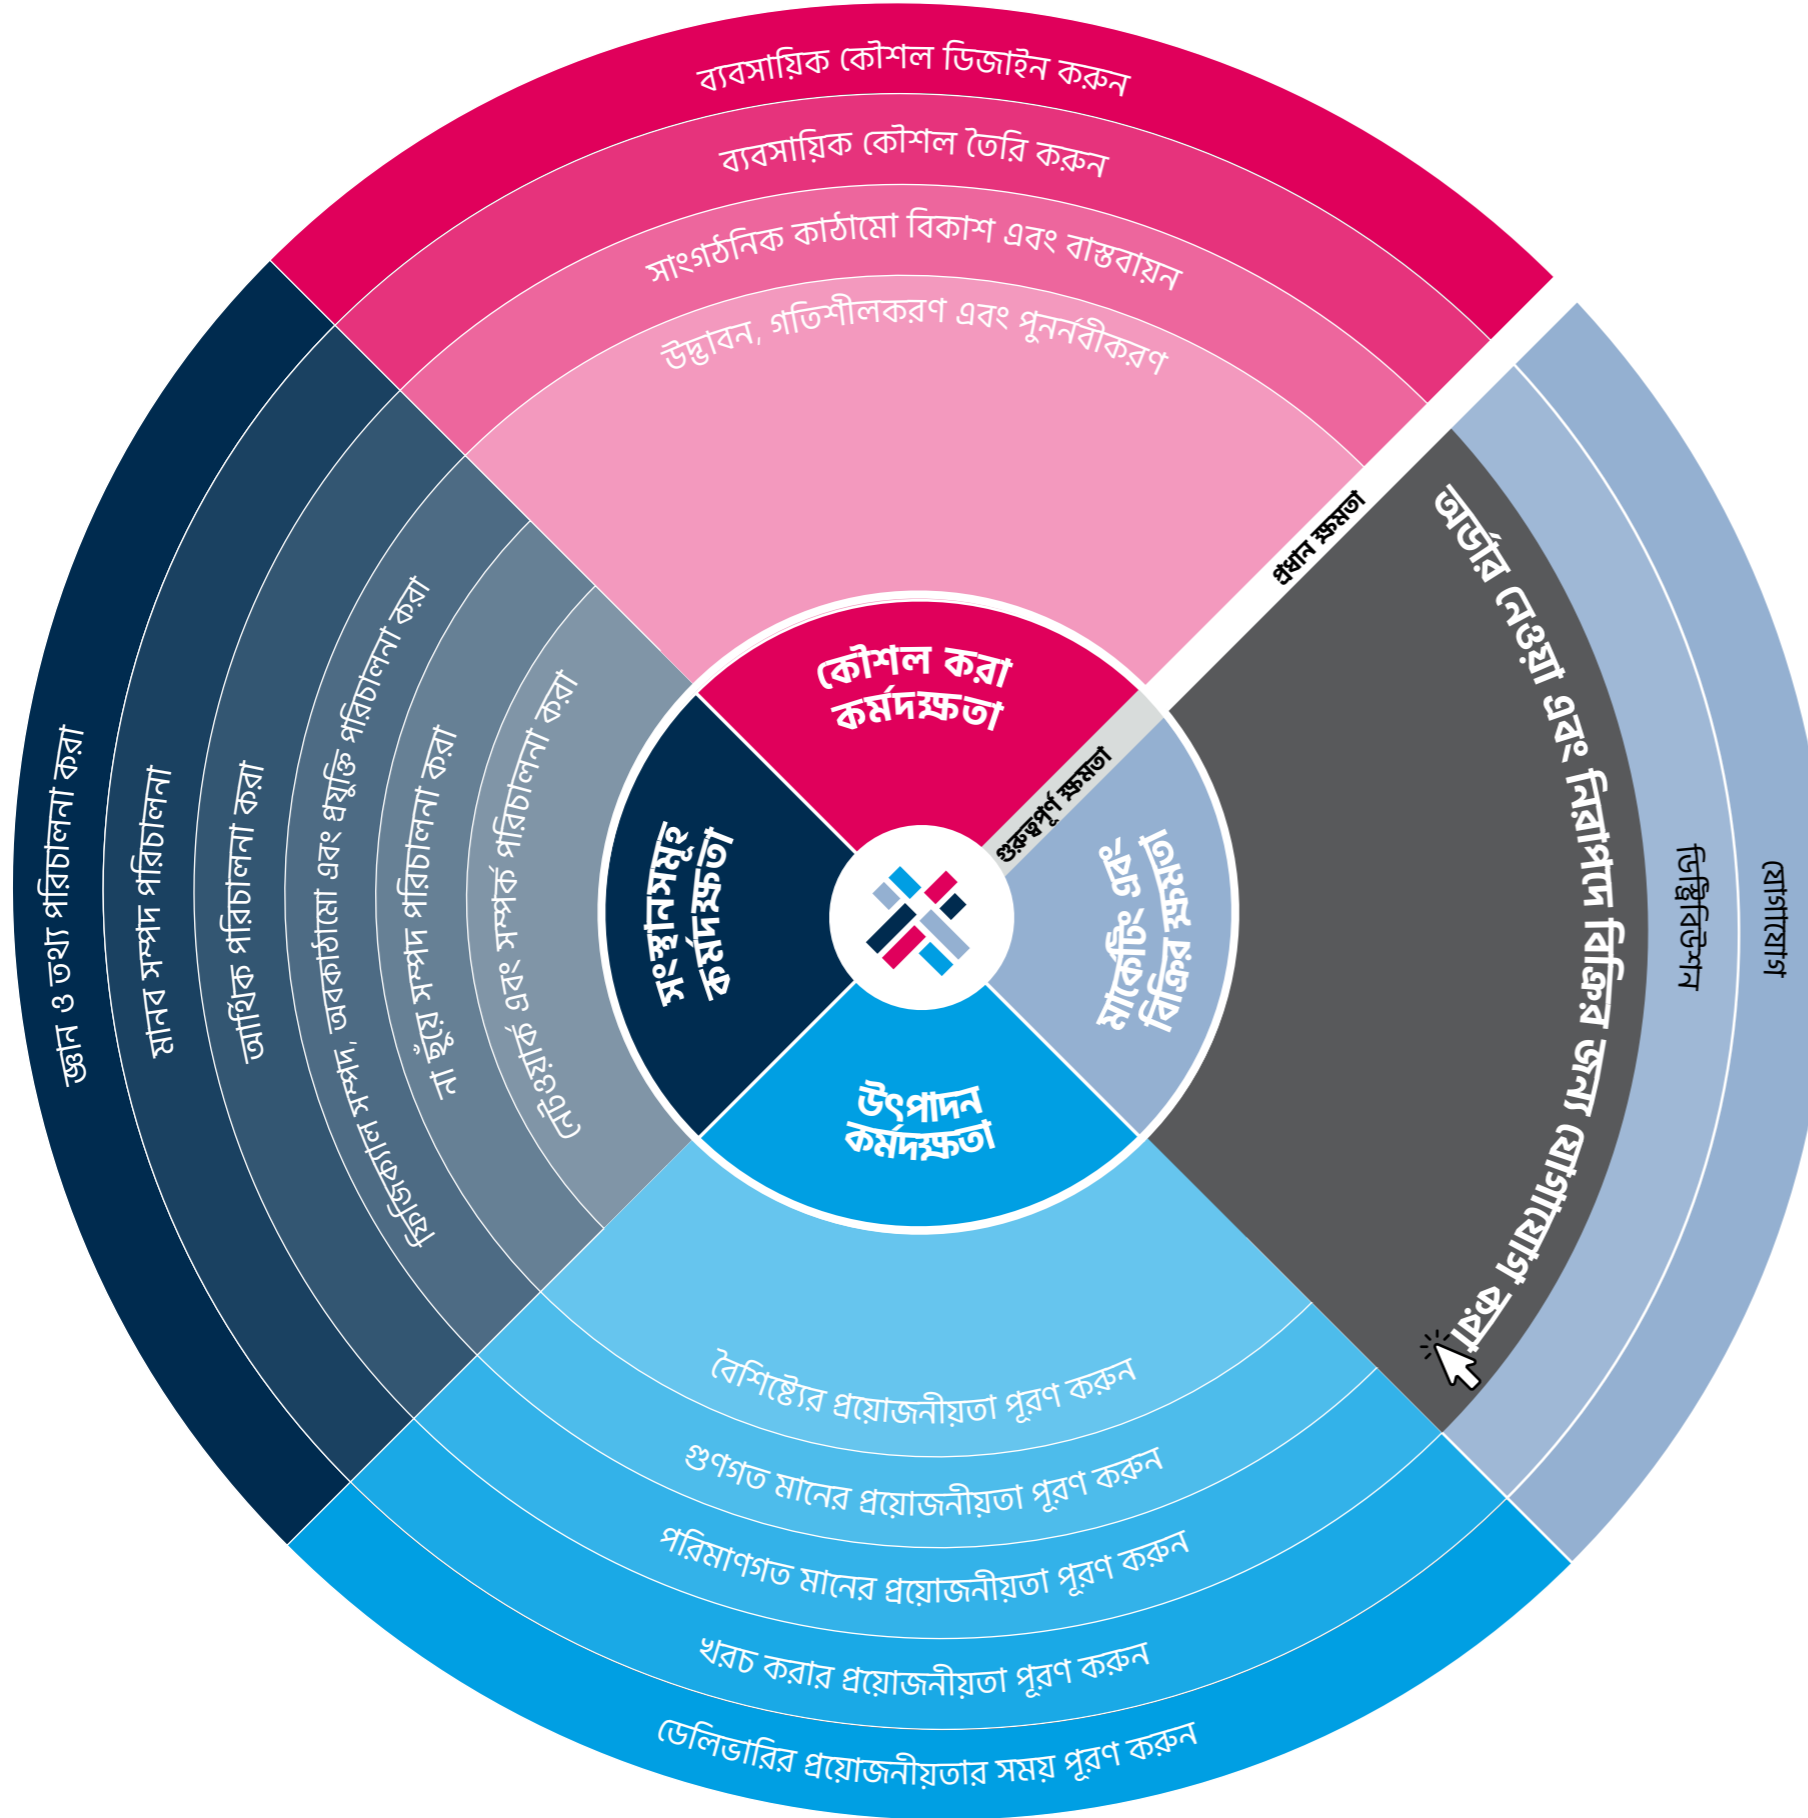 ব্যবসায়িক কৌশল ডিজাইন করুন
ব্যবসায়িক কৌশল তৈরি করুন
সাংগঠনিক কাঠামো বিকাশ এবং বাস্তবায়ন
উদ্ভাবন, গতিশীলকরণ এবং পুনর্নবীকরণ
প্রধান ক্ষমতা
কৌশল করা
কর্মদক্ষতা
গুরুত্বপূর্ণ ক্ষমতা
জ্ঞান ও তথ্য পরিচালনা করা
মানব সম্পদ পরিচালনা
আর্থিক পরিচালনা করা
ফিজিক্যাল সম্পদ, অবকাঠামো এবং প্রযুক্তি পরিচালনা করা
না ছুঁয়ে সম্পদ পরিচালনা করা
নেটওয়ার্ক এবং সম্পর্ক পরিচালনা করা
সংস্থানসমূহ
কর্মদক্ষতা
মার্কেটিং এবং
বিক্রির ক্ষমতা
অর্ডার নেওয়া এবং নিরাপদে বিক্রির জন্য যোগাযোগ করা
ডিস্ট্রিবিউশন
যোগাযোগ
উৎপাদন
কর্মদক্ষতা
বৈশিষ্ট্যের প্রয়োজনীয়তা পূরণ করুন
গুণগত মানের প্রয়োজনীয়তা পূরণ করুন
পরিমাণগত মানের প্রয়োজনীয়তা পূরণ করুন
খরচ করার প্রয়োজনীয়তা পূরণ করুন
ডেলিভারির প্রয়োজনীয়তার সময় পূরণ করুন